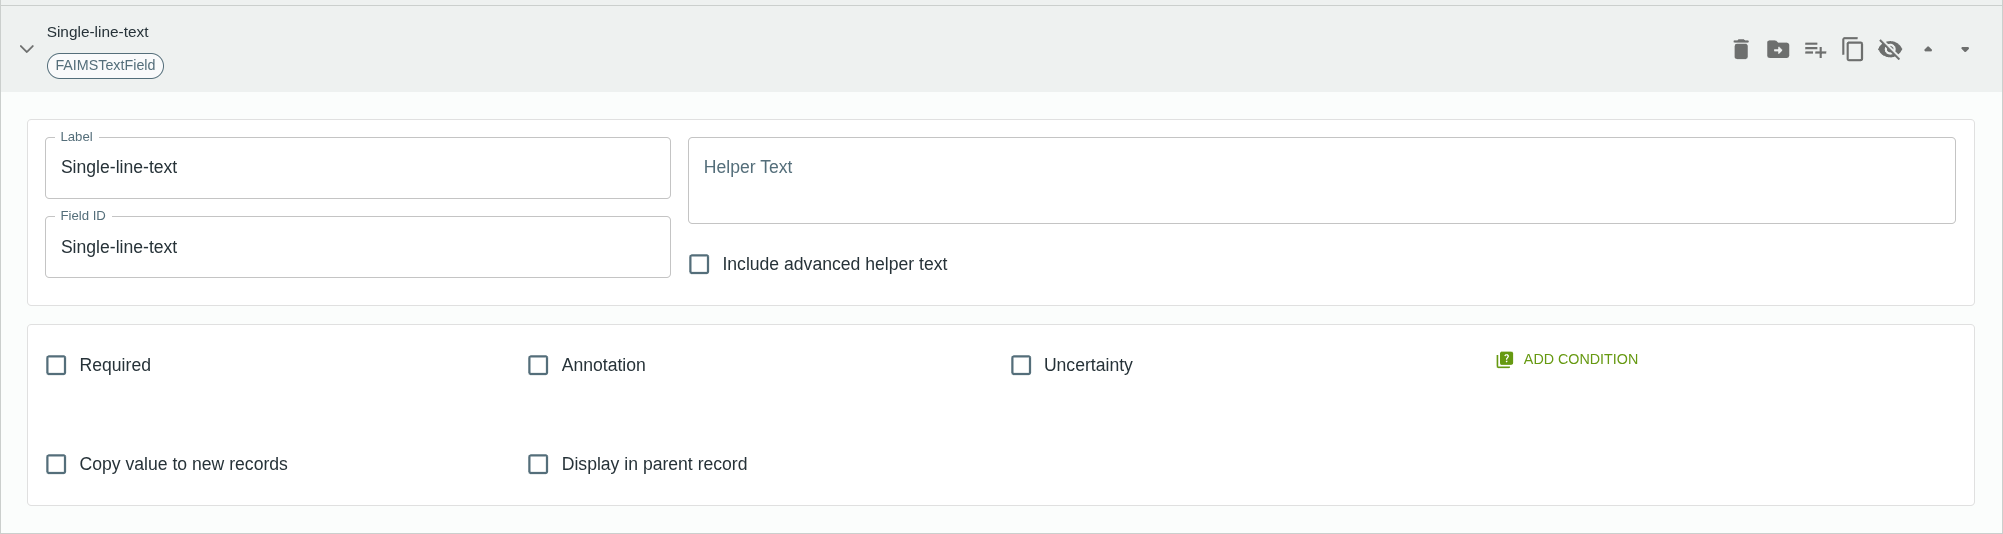 Single-line-text
FAIMSTextField
Label
Single-line-text
Helper Text
Field ID
Single-line-text
Include advanced helper text
Required
Annotation
Uncertainty
ADD CONDITION
Copy value to new records
Display in parent record